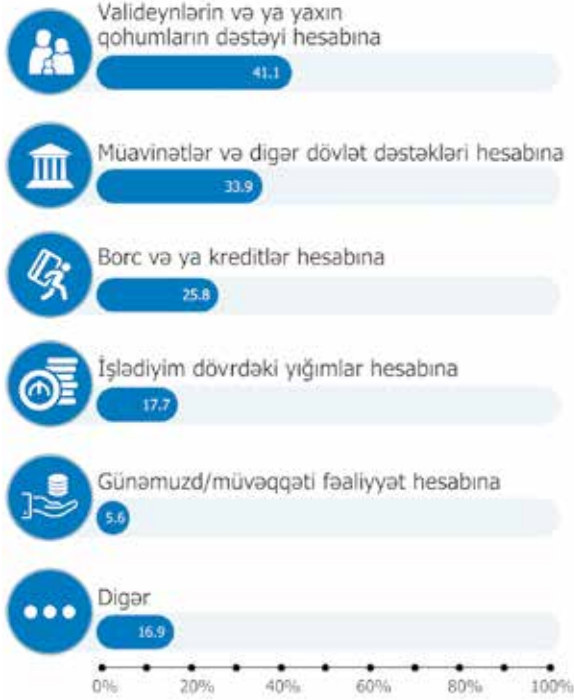 Valideynlərin və ya yaxın
qohumların dəstəyi hesabına
41.1
Müavinətlər və digər dövlət dəstəkləri hesabına
33.9
Borc və ya kreditlər hesabına
25.8
İşlədiyim dövrdəki yığımlar hesabına
17.7
Günəmuzd/müvəqqəti fəaliyyət hesabına
5.6
Digər
16.9
0% 20% 40% 60% 80% 100%